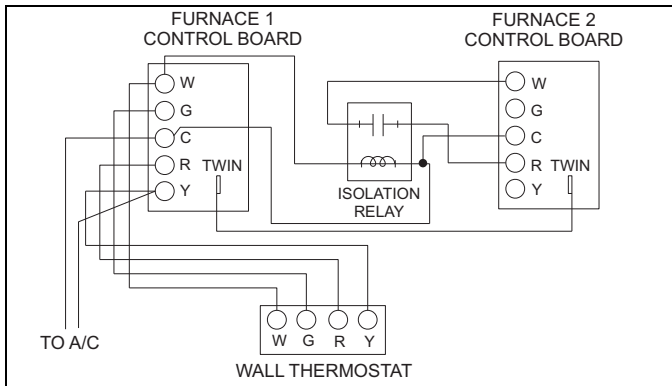 FURNACE 1
CONTROL BOARD
FURNACE 2
CONTROL BOARD
W
G
C
R
Y
TWIN
ISOLATION
RELAY
W
G
C
R
Y
TWIN
TO A/C
W G R Y
WALL THERMOSTAT